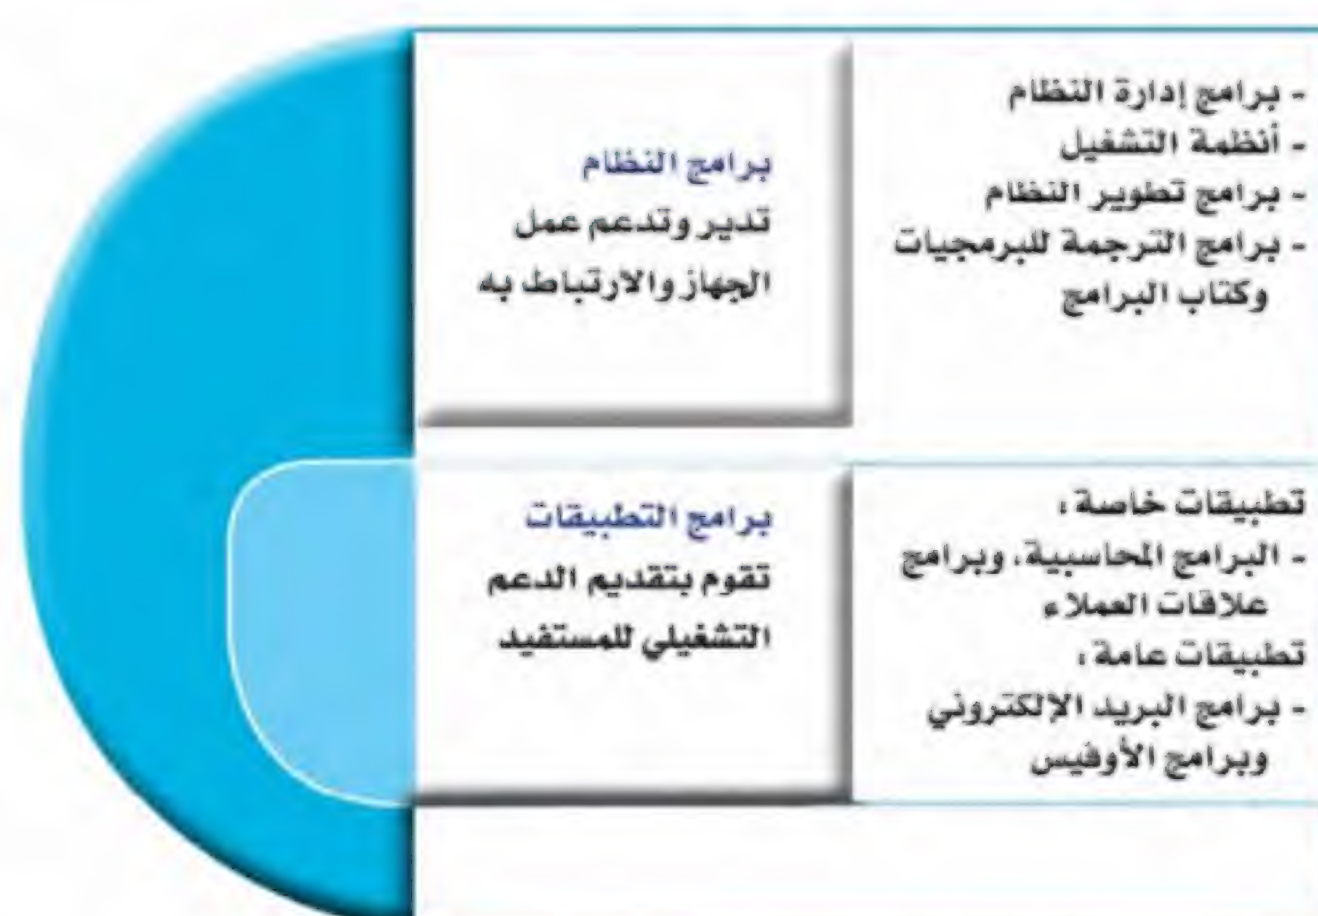 برامج النظام
تدير وتدعم عمل
الجهاز والارتباط به
- برامج إدارة النظام
- أنظمة التشغيل
- برامج تطوير النظام
- برامج الترجمة للبرمجيات
وكتاب البرامج
برامج التطبيقات
تقوم بتقديم الدعم
التشغيلي للمستفيد
تطبيقات خاصة :
- البرامج المحاسبية، وبرامج
علاقات العملاء
تطبيقات عامة :
- برامج البريد الإلكتروني
وبرامج الأوفيس